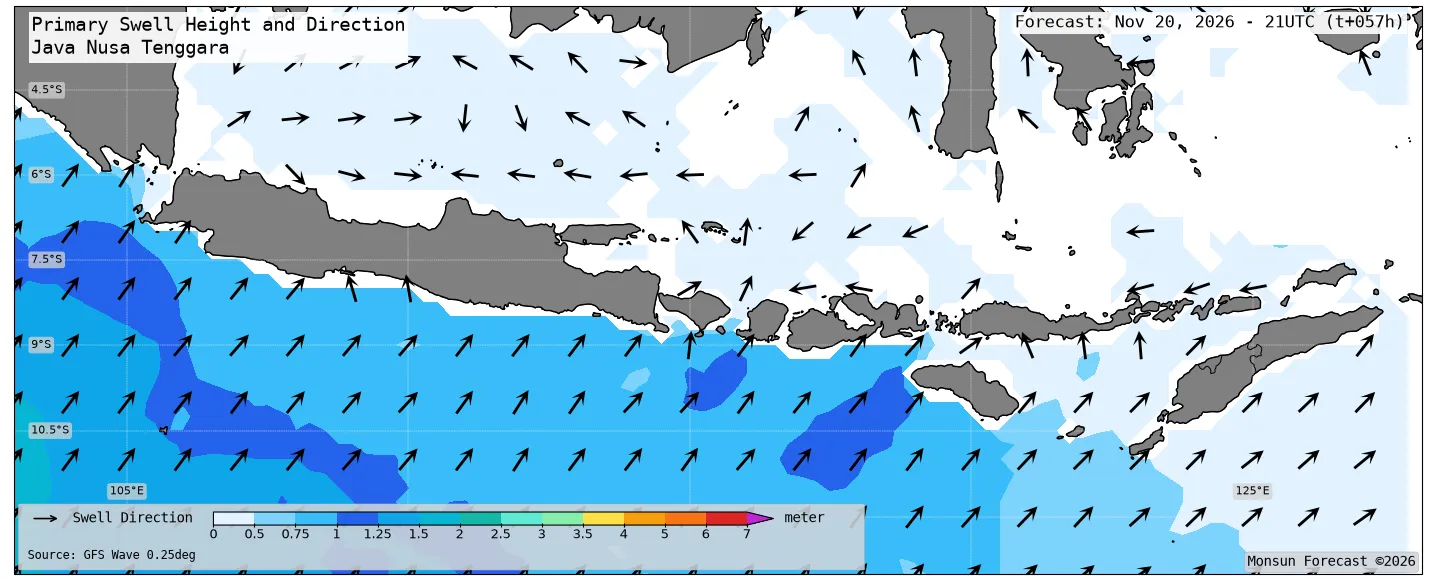 Primary Swell Height and Direction
Java Nusa Tenggara
Forecast: Nov 20, 2026 - 21UTC (t+057h)
4.5°S
6°S
7.5°S
9°S
10.5°S
105°E
125°E
Swell Direction
0 0.5 0.75 1 1.25 1.5 2 2.5 3 3.5 4 5 6 7
meter
Source: GFS Wave 0.25deg
Monsun Forecast ©2026